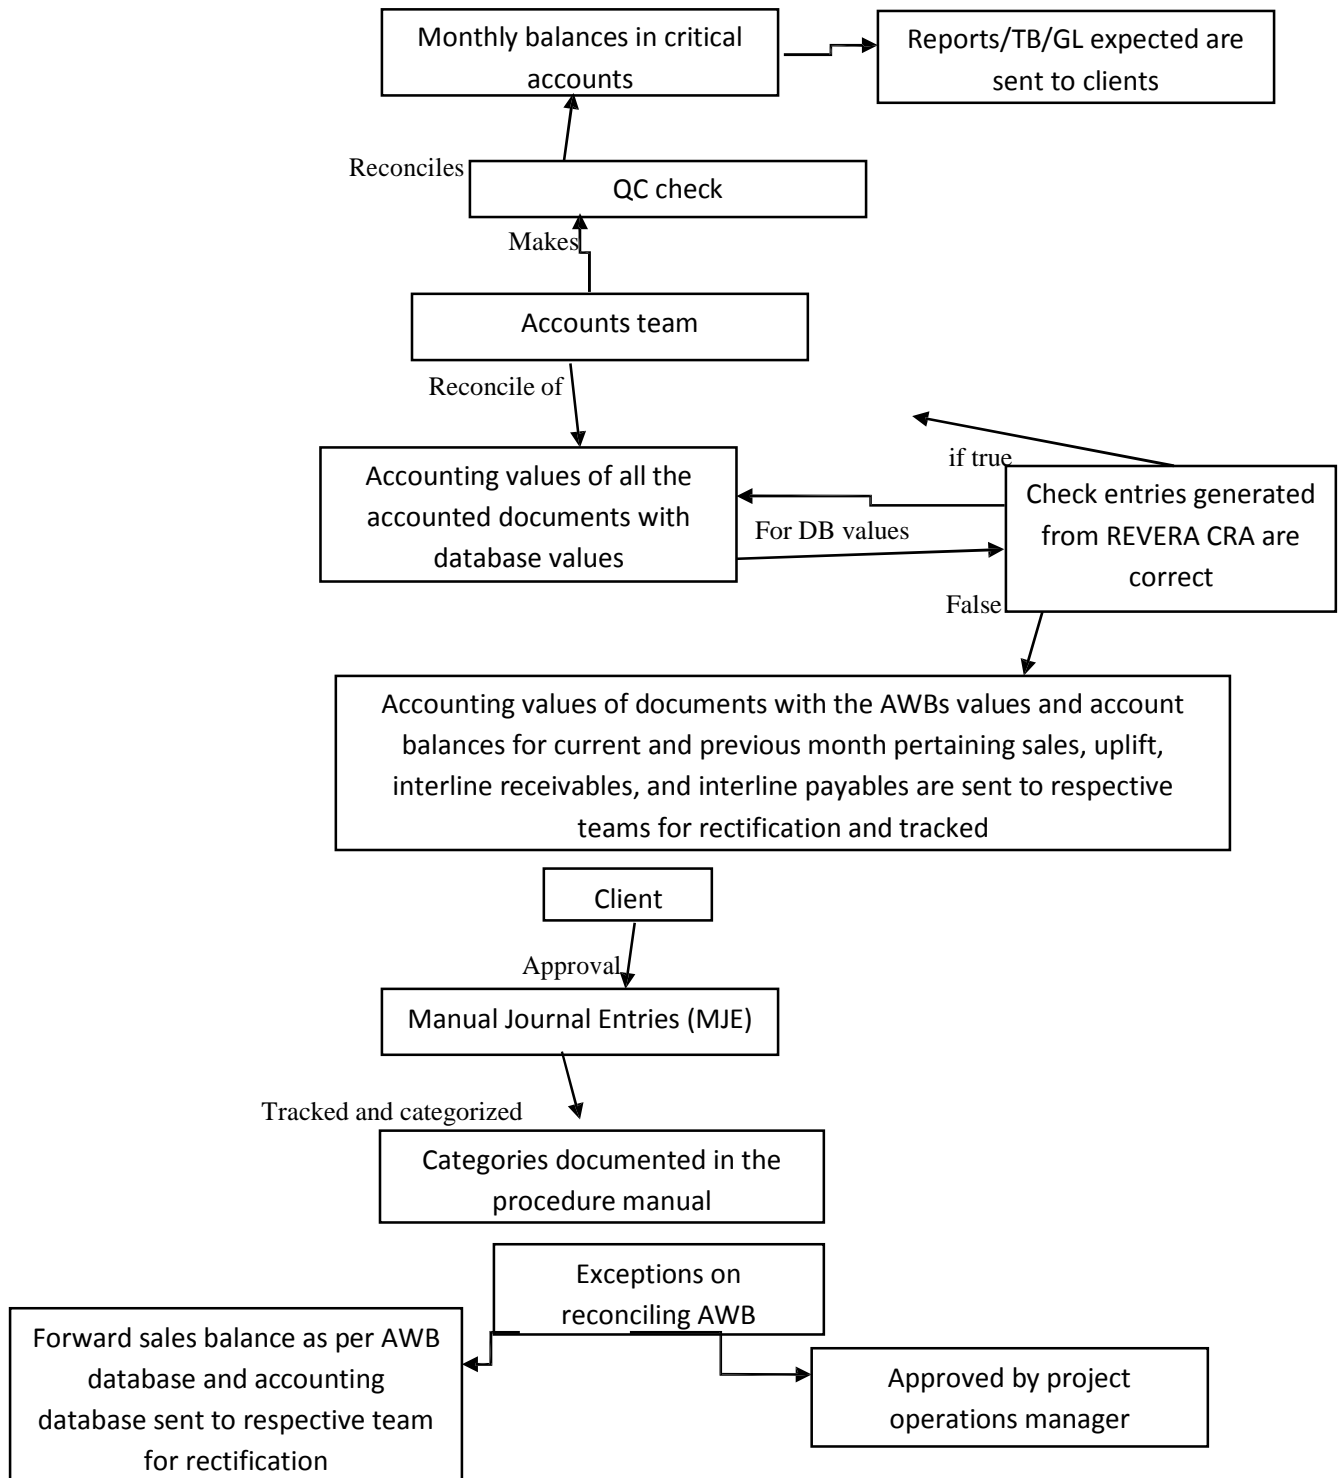 Monthly balances in critical
accounts
Reports/TB/GL expected are
sent to clients
Reconciles
QC check
Makes
Accounts team
Reconcile of
Accounting values of all the
accounted documents with
database values
For DB values
if true
Check entries generated
from REVERA CRA are
correct
False
Accounting values of documents with the AWBs values and account
balances for current and previous month pertaining sales, uplift,
interline receivables, and interline payables are sent to respective
teams for rectification and tracked
Client
Approval
Manual Journal Entries (MJE)
Tracked and categorized
Categories documented in the
procedure manual
Exceptions on
reconciling AWB
Forward sales balance as per AWB
database and accounting
database sent to respective team
for rectification
Approved by project
operations manager